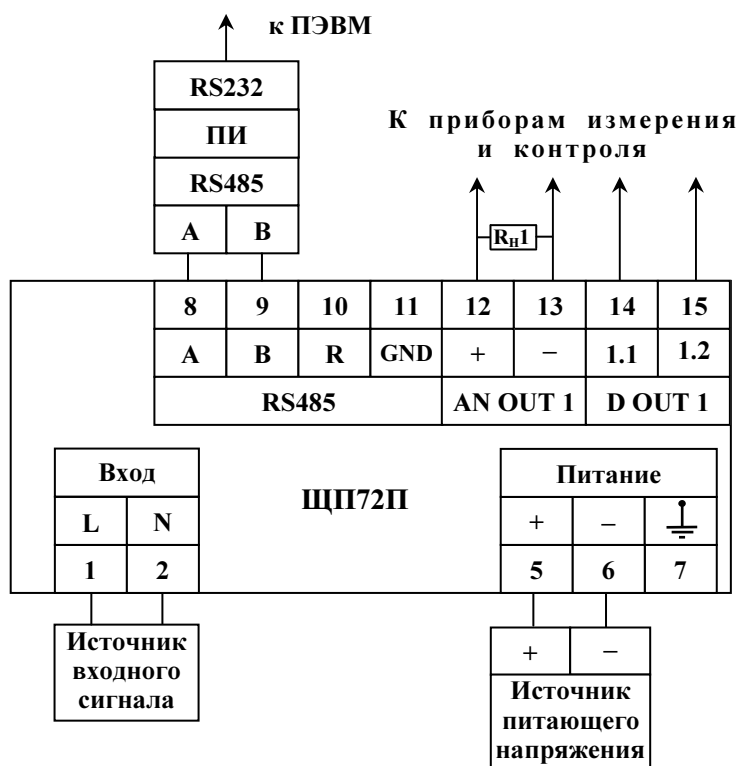 к ПЭВМ
RS232
ПИ
RS485
А В
К приборам измерения
и контроля
Rн1
8 9 10 11 12 13 14 15
A B R GND + − 1.1 1.2
RS485 AN OUT 1 D OUT 1
Вход
L N
1 2
ЩП72П
Питание
+ −
5 6 7
Источник
входного
сигнала
+ −
Источник
питающего
напряжения